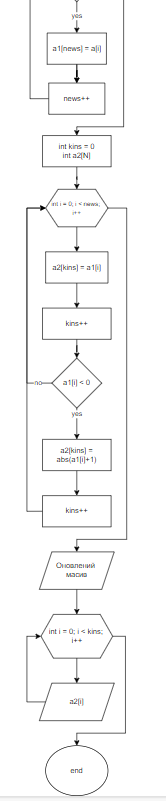 yes
a1[news] = a[i]
news++
int kins = 0
int a2[N]
int i = 0; i < news;
i++
a2[kins] = a1[i]
kins++
a1[i] < 0
no
yes
a2[kins] =
abs(a1[i]+1)
kins++
Оновлений
масив
int i = 0; i < kins;
i++
a2[i]
end